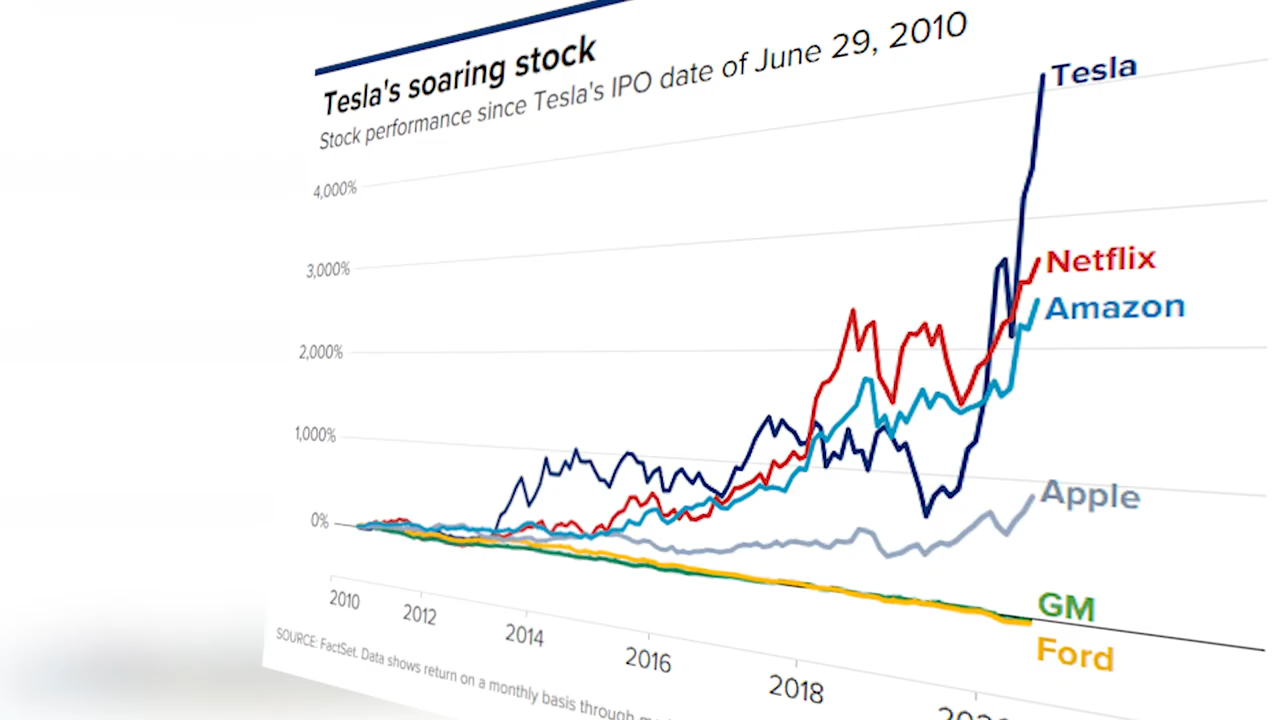 Tesla's soaring stock
Stock performance since Tesla's IPO date of June 29, 2010
4,000%
3,000%
2,000%
1,000%
0%
Tesla
Netflix
Amazon
Apple
GM
Ford
2010
2012
2014
2016
2018
SOURCE: FactSet. Data shows return on a monthly basis through